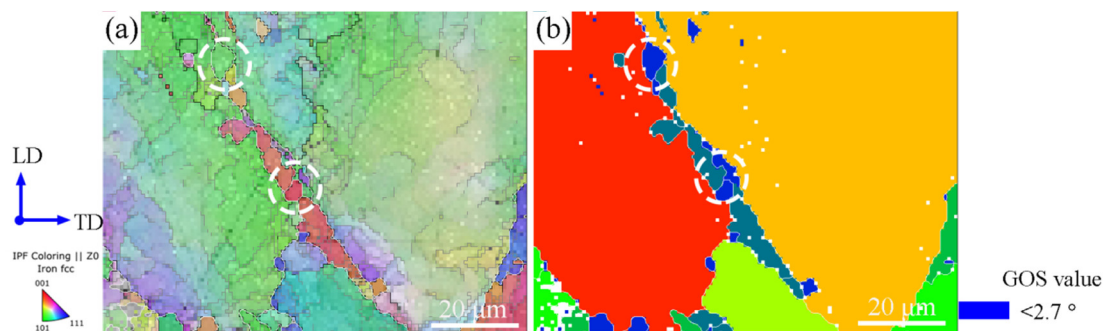 (a)
(b)
LD
TD
IPF Coloring || Z0
Iron fcc
001
101
111
20 μm
20 μm
GOS value
<2.7 °